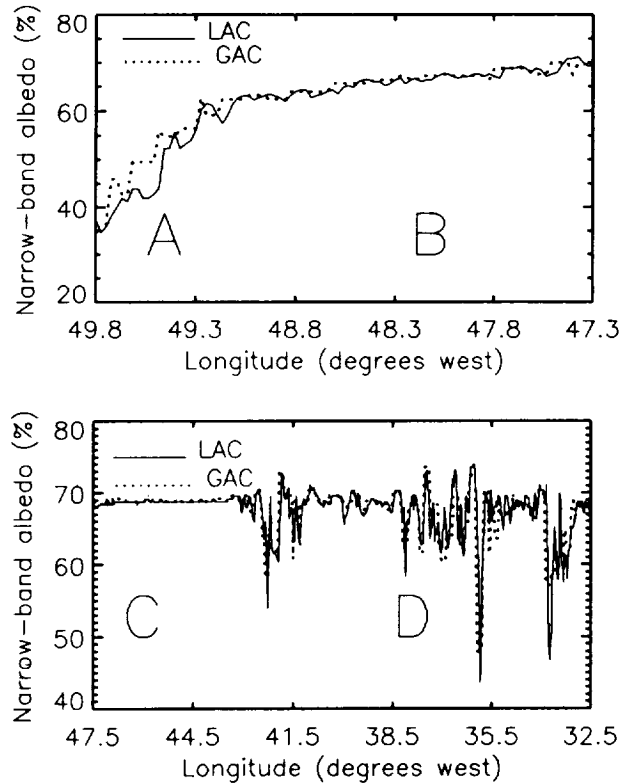 Narrow-band albedo (%)
80
60
40
20
LAC
GAC
A
B
49.8 49.3 48.8 48.3 47.8 47.3
Longitude (degrees west)
Narrow-band albedo (%)
80
70
60
50
40
LAC
GAC
C
D
47.5 44.5 41.5 38.5 35.5 32.5
Longitude (degrees west)